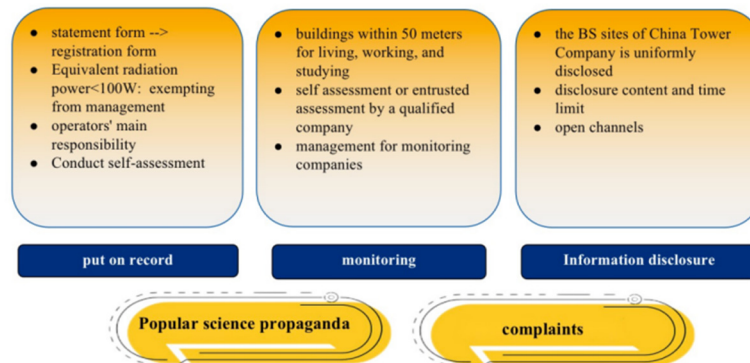 statement form -->
registration form
Equivalent radiation
power<100W: exempting
from management
operators' main
responsibility
Conduct self-assessment
buildings within 50 meters
for living, working, and
studying
self assessment or entrusted
assessment by a qualified
company
management for monitoring
companies
the BS sites of China Tower
Company is uniformly
disclosed
disclosure content and time
limit
open channels
put on record
monitoring
Information disclosure
Popular science propaganda
complaints